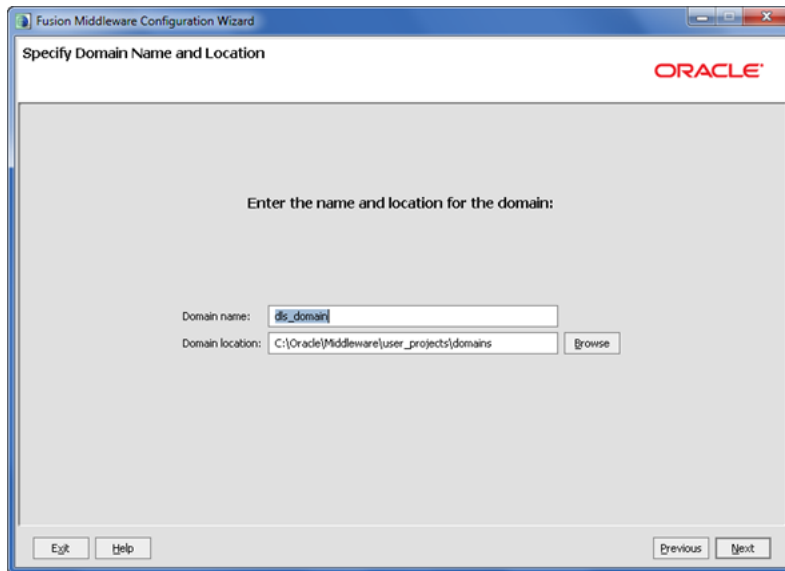 Fusion Middleware Configuration Wizard
Specify Domain Name and Location
ORACLE
Enter the name and location for the domain:
Domain name: dls_domain
Domain location: C:\Oracle\Middleware\user_projects\domains Browse
Exit Help Previous Next